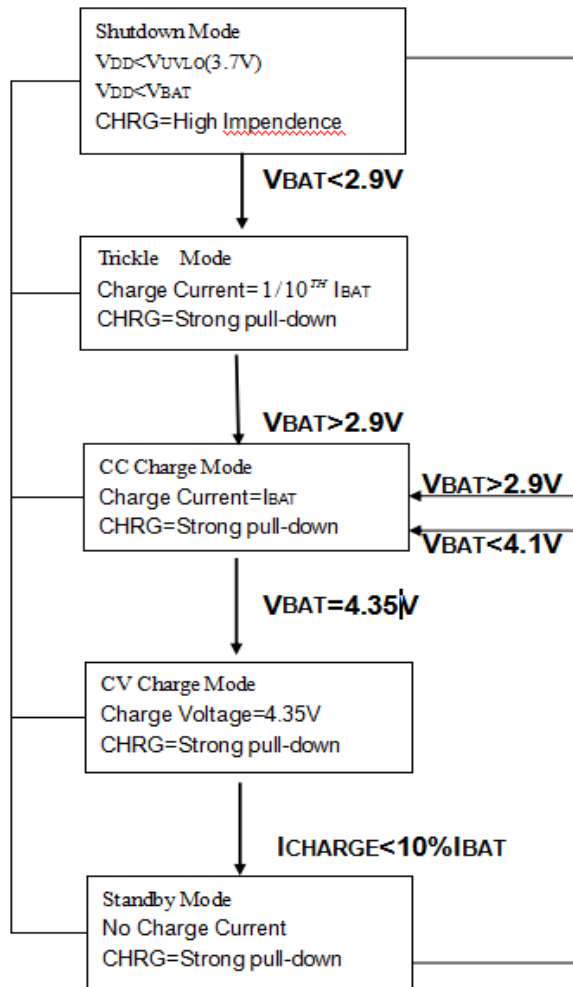 Shutdown Mode
VDD<VUVLO(3.7V)
VDD<VBAT
CHRG=High Impendence
VBAT<2.9V
Trickle Mode
Charge Current=1/10TH IBAT
CHRG=Strong pull-down
VBAT>2.9V
CC Charge Mode
Charge Current=IBAT
CHRG=Strong pull-down
VBAT>2.9V
VBAT<4.1V
VBAT=4.35V
CV Charge Mode
Charge Voltage=4.35V
CHRG=Strong pull-down
ICHARGE<10%IBAT
Standby Mode
No Charge Current
CHRG=Strong pull-down